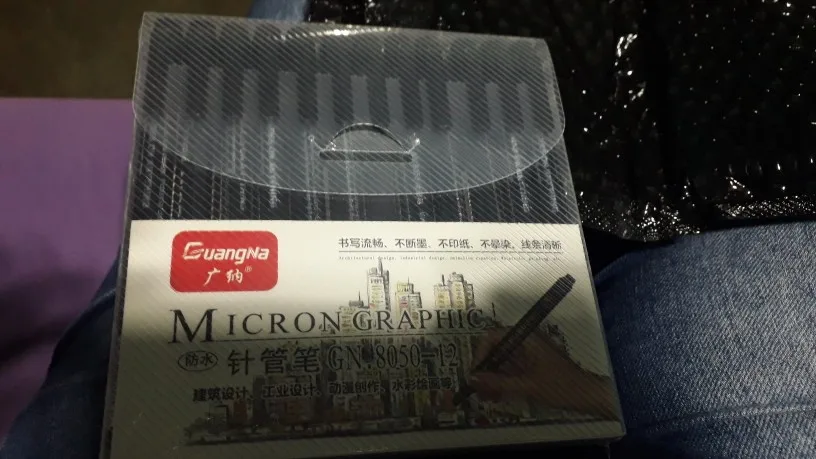 GuangNa
广纳®
书写流畅、不断墨、不印纸、不晕染、线条清晰
MICRON GRAPHIC
防水 针管笔 GN 8050-12
建筑设计、工业设计、动漫创作、水彩绘画等